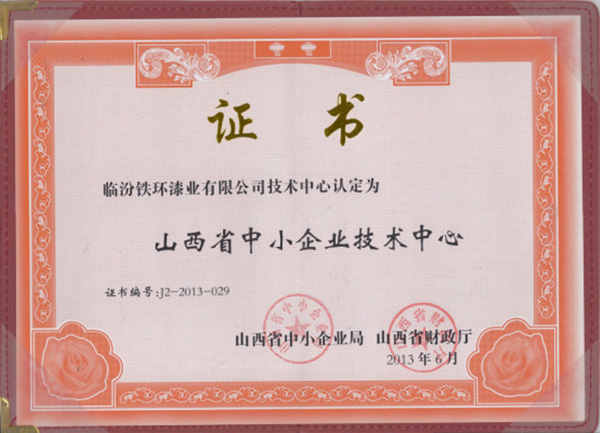 证书
临汾铁环漆业有限公司技术中心认定为
山西省中小企业技术中心
证书编号:J2-2013-029
山西省中小企业局 山西省财政厅
2013年6月